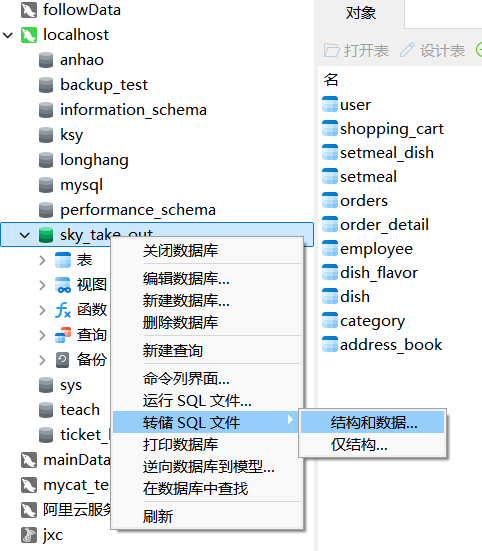 followData
localhost
anhao
backup_test
information_schema
ksy
longhang
mysql
performance_schema
sky_take_out
表
视图
函数
查询
备份
sys
teach
ticket_
mainData
mycat_te
阿里云服务
jxc
关闭数据库
编辑数据库...
新建数据库...
删除数据库
新建查询
命令列界面...
运行 SQL 文件...
转储 SQL 文件
打印数据库
逆向数据库到模型...
在数据库中查找
刷新
结构和数据...
仅结构...
对象
打开表 设计表
名
user
shopping_cart
setmeal_dish
setmeal
orders
order_detail
employee
dish_flavor
dish
category
address_book